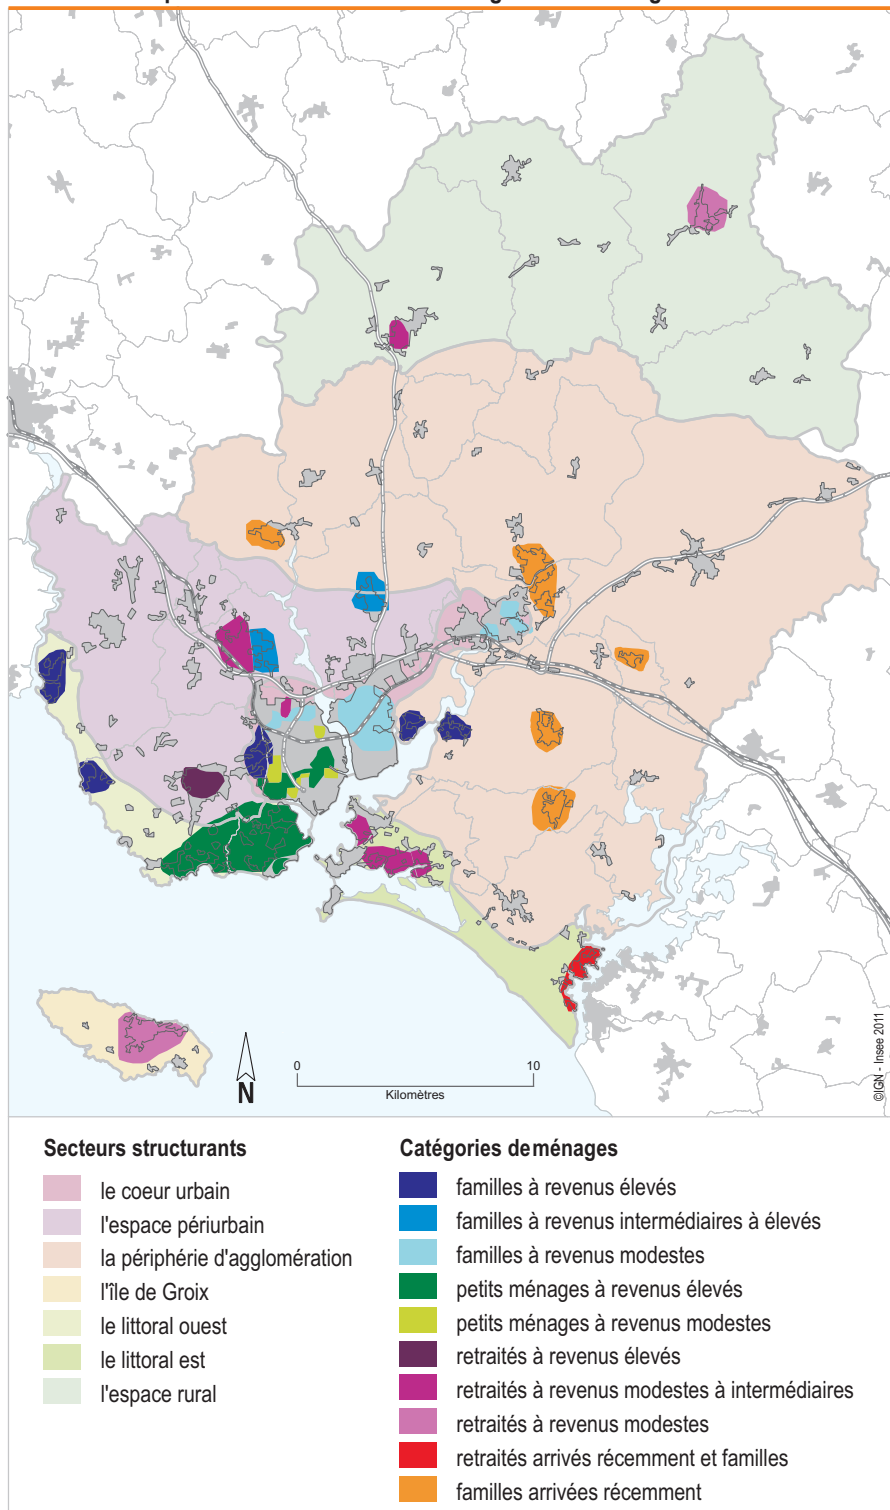 0
10
Kilomètres
N
©IGN - Insee 2011
Secteurs structurants
le coeur urbain
l'espace périurbain
la périphérie d'agglomération
l'île de Groix
le littoral ouest
le littoral est
l'espace rural
Catégories de ménages
familles à revenus élevés
familles à revenus intermédiaires à élevés
familles à revenus modestes
petits ménages à revenus élevés
petits ménages à revenus modestes
retraités à revenus élevés
retraités à revenus modestes à intermédiaires
retraités à revenus modestes
retraités arrivés récemment et familles
familles arrivées récemment